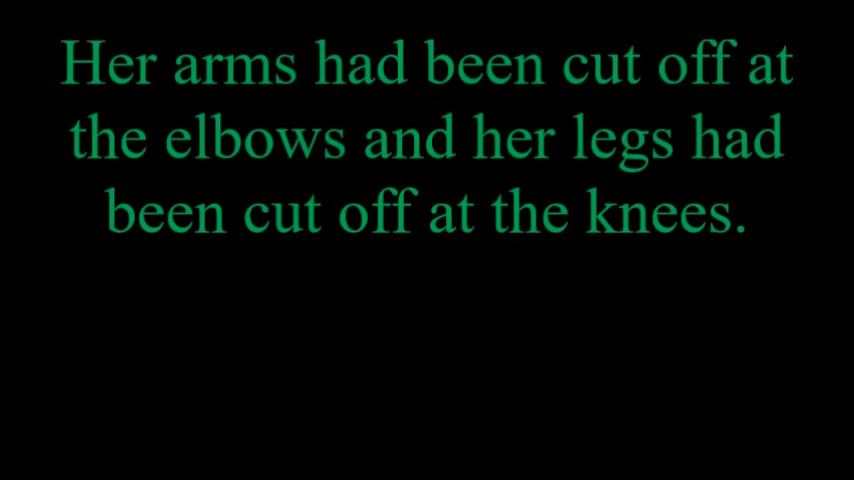 Her arms had been cut off at
the elbows and her legs had
been cut off at the knees.